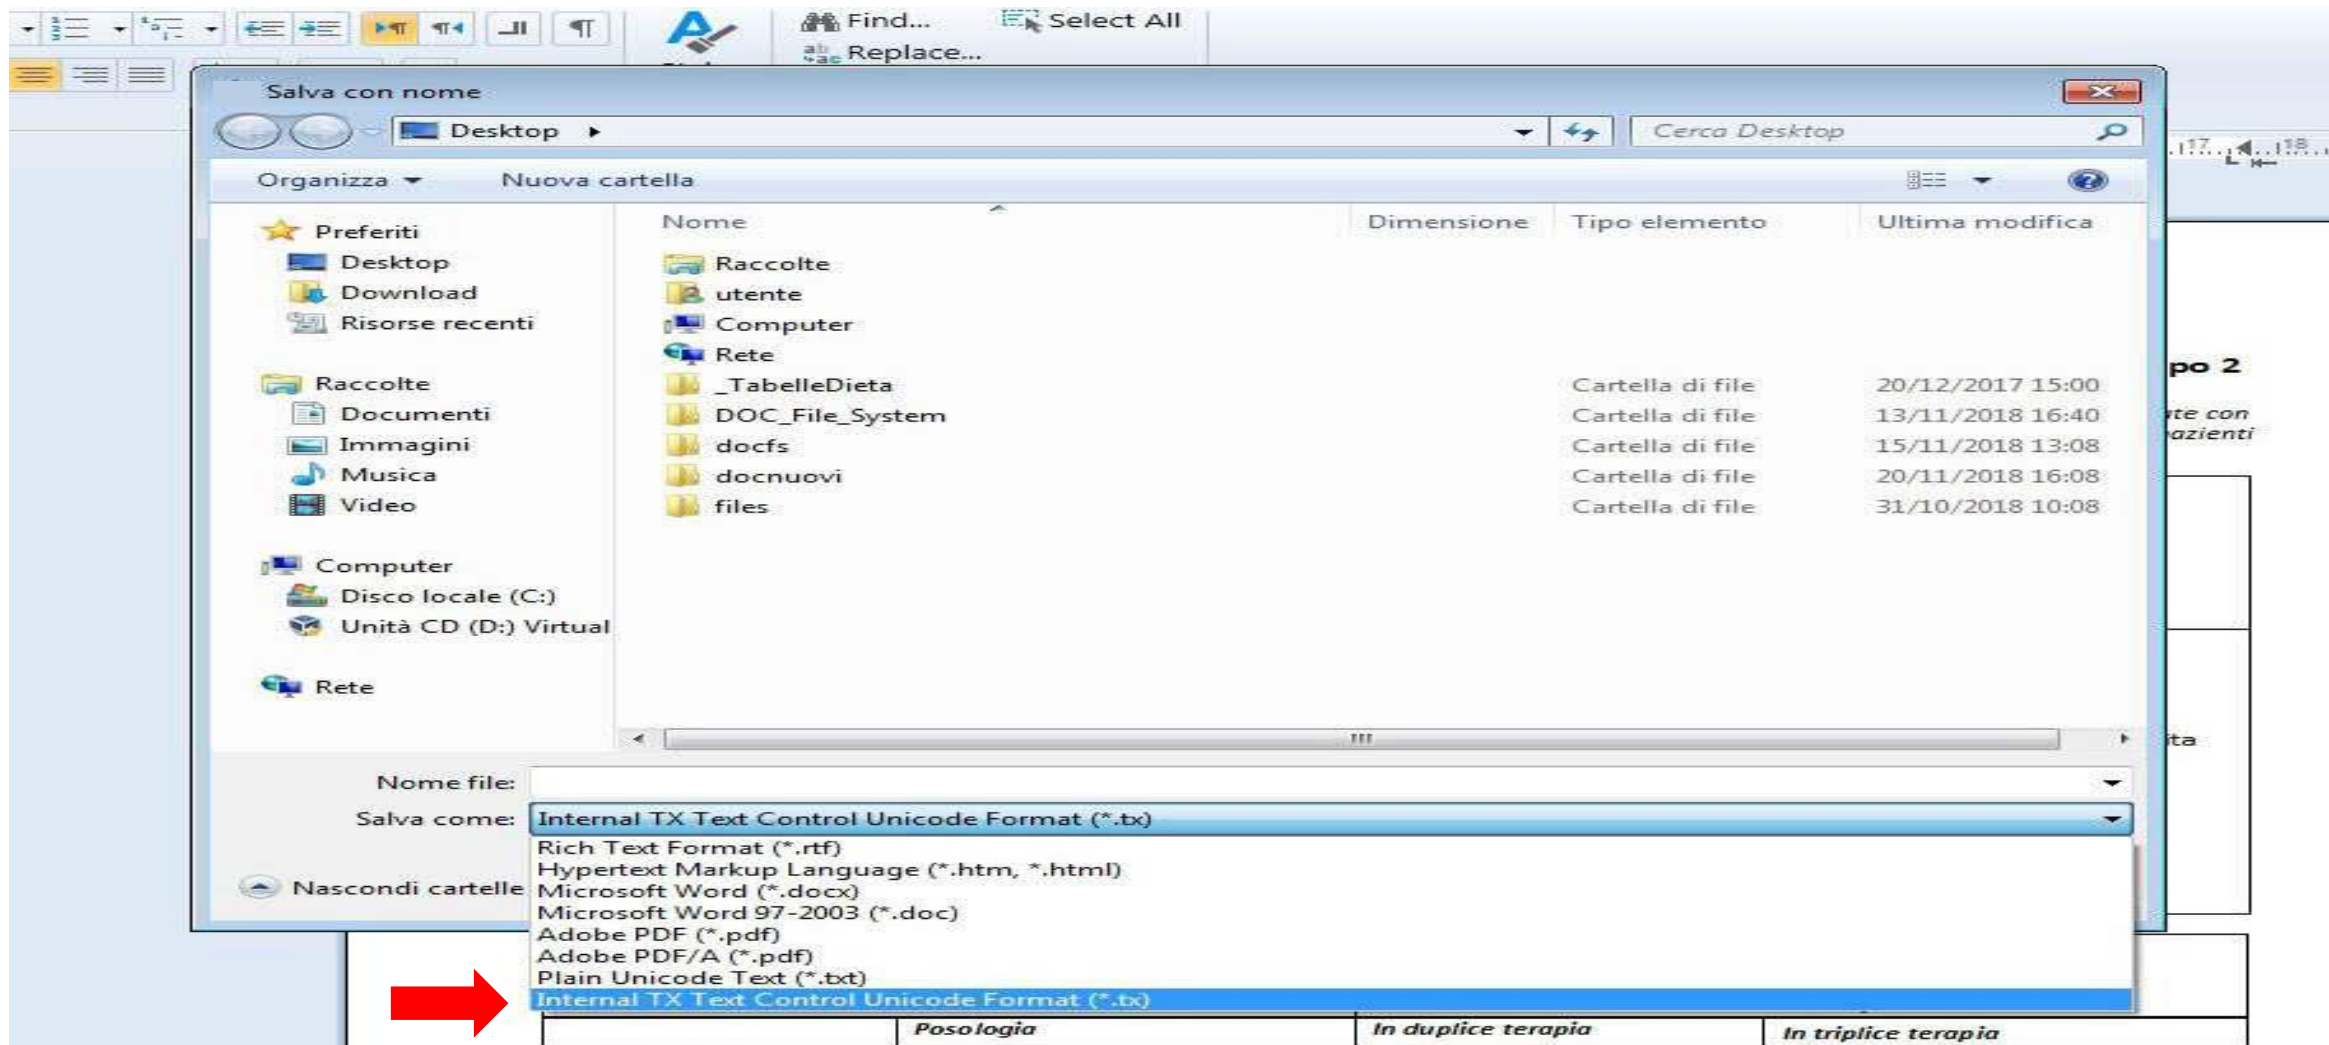 Find... Select All
Replace...
Salva con nome
Desktop
Cerca Desktop
17 18
Organizza Nuova cartella
Nome Dimensione Tipo elemento Ultima modifica
Preferiti
Desktop
Download
Risorse recenti
Raccolte
Documenti
Immagini
Musica
Video
Computer
Disco locale (C:)
Unità CD (D:) Virtual
Rete
Raccolte
utente
Computer
Rete
_TabelleDieta Cartella di file 20/12/2017 15:00
DOC_File_System Cartella di file 13/11/2018 16:40
docfs Cartella di file 15/11/2018 13:08
docnuovi Cartella di file 20/11/2018 16:08
files Cartella di file 31/10/2018 10:08
po 2
te con
azienti
ita
Nome file:
Salva come: Internal TX Text Control Unicode Format (*.tx)
Rich Text Format (*.rtf)
Hypertext Markup Language (*.htm, *.html)
Microsoft Word (*.docx)
Microsoft Word 97-2003 (*.doc)
Adobe PDF (*.pdf)
Adobe PDF/A (*.pdf)
Plain Unicode Text (*.txt)
Internal TX Text Control Unicode Format (*.tx)
Nascondi cartelle
Posologia In duplice terapia In triplice terapia